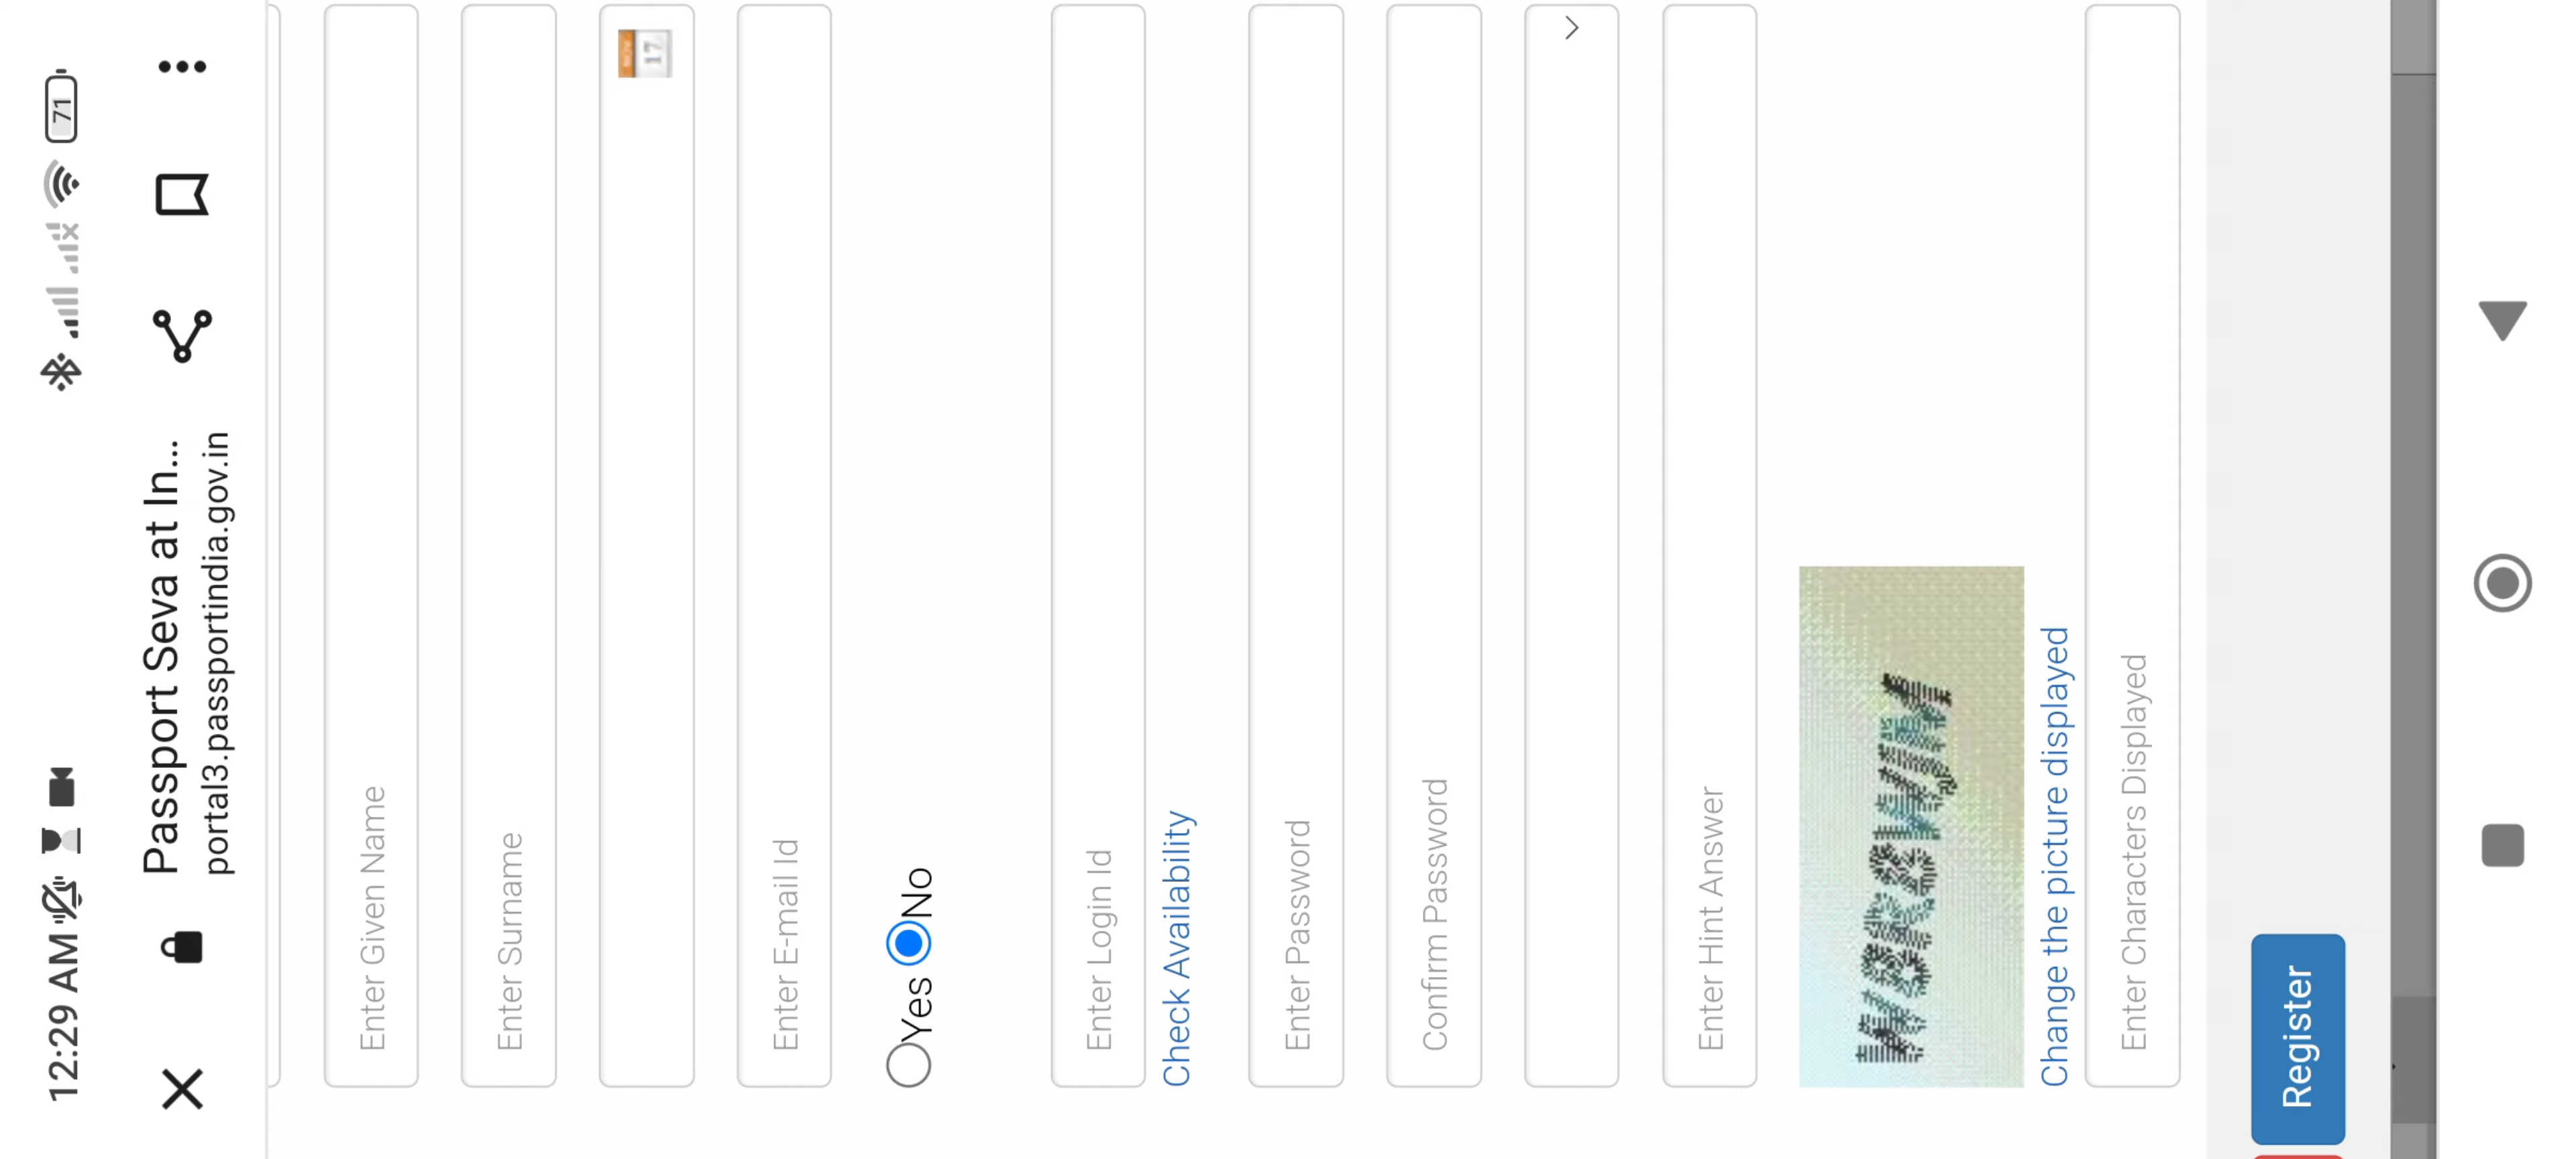 12:29 AM
71
Passport Seva at In...
portal3.passportindia.gov.in
Enter Given Name
Enter Surname
NOV
17
Enter E-mail Id
Yes No
Enter Login Id
Check Availability
Enter Password
Confirm Password
Enter Hint Answer
Change the picture displayed
Enter Characters Displayed
Register